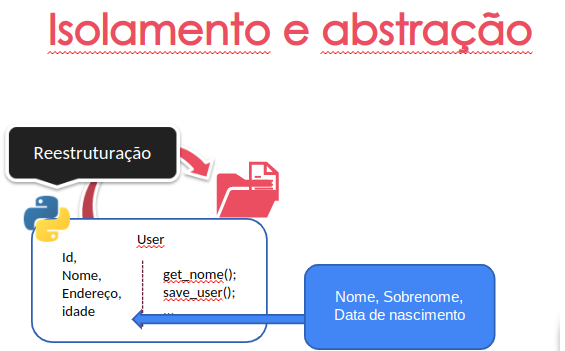 Isolamento e abstração
Reestruturação
User
Id,
Nome,
Endereço,
idade
get_nome();
save_user();
...
Nome, Sobrenome,
Data de nascimento